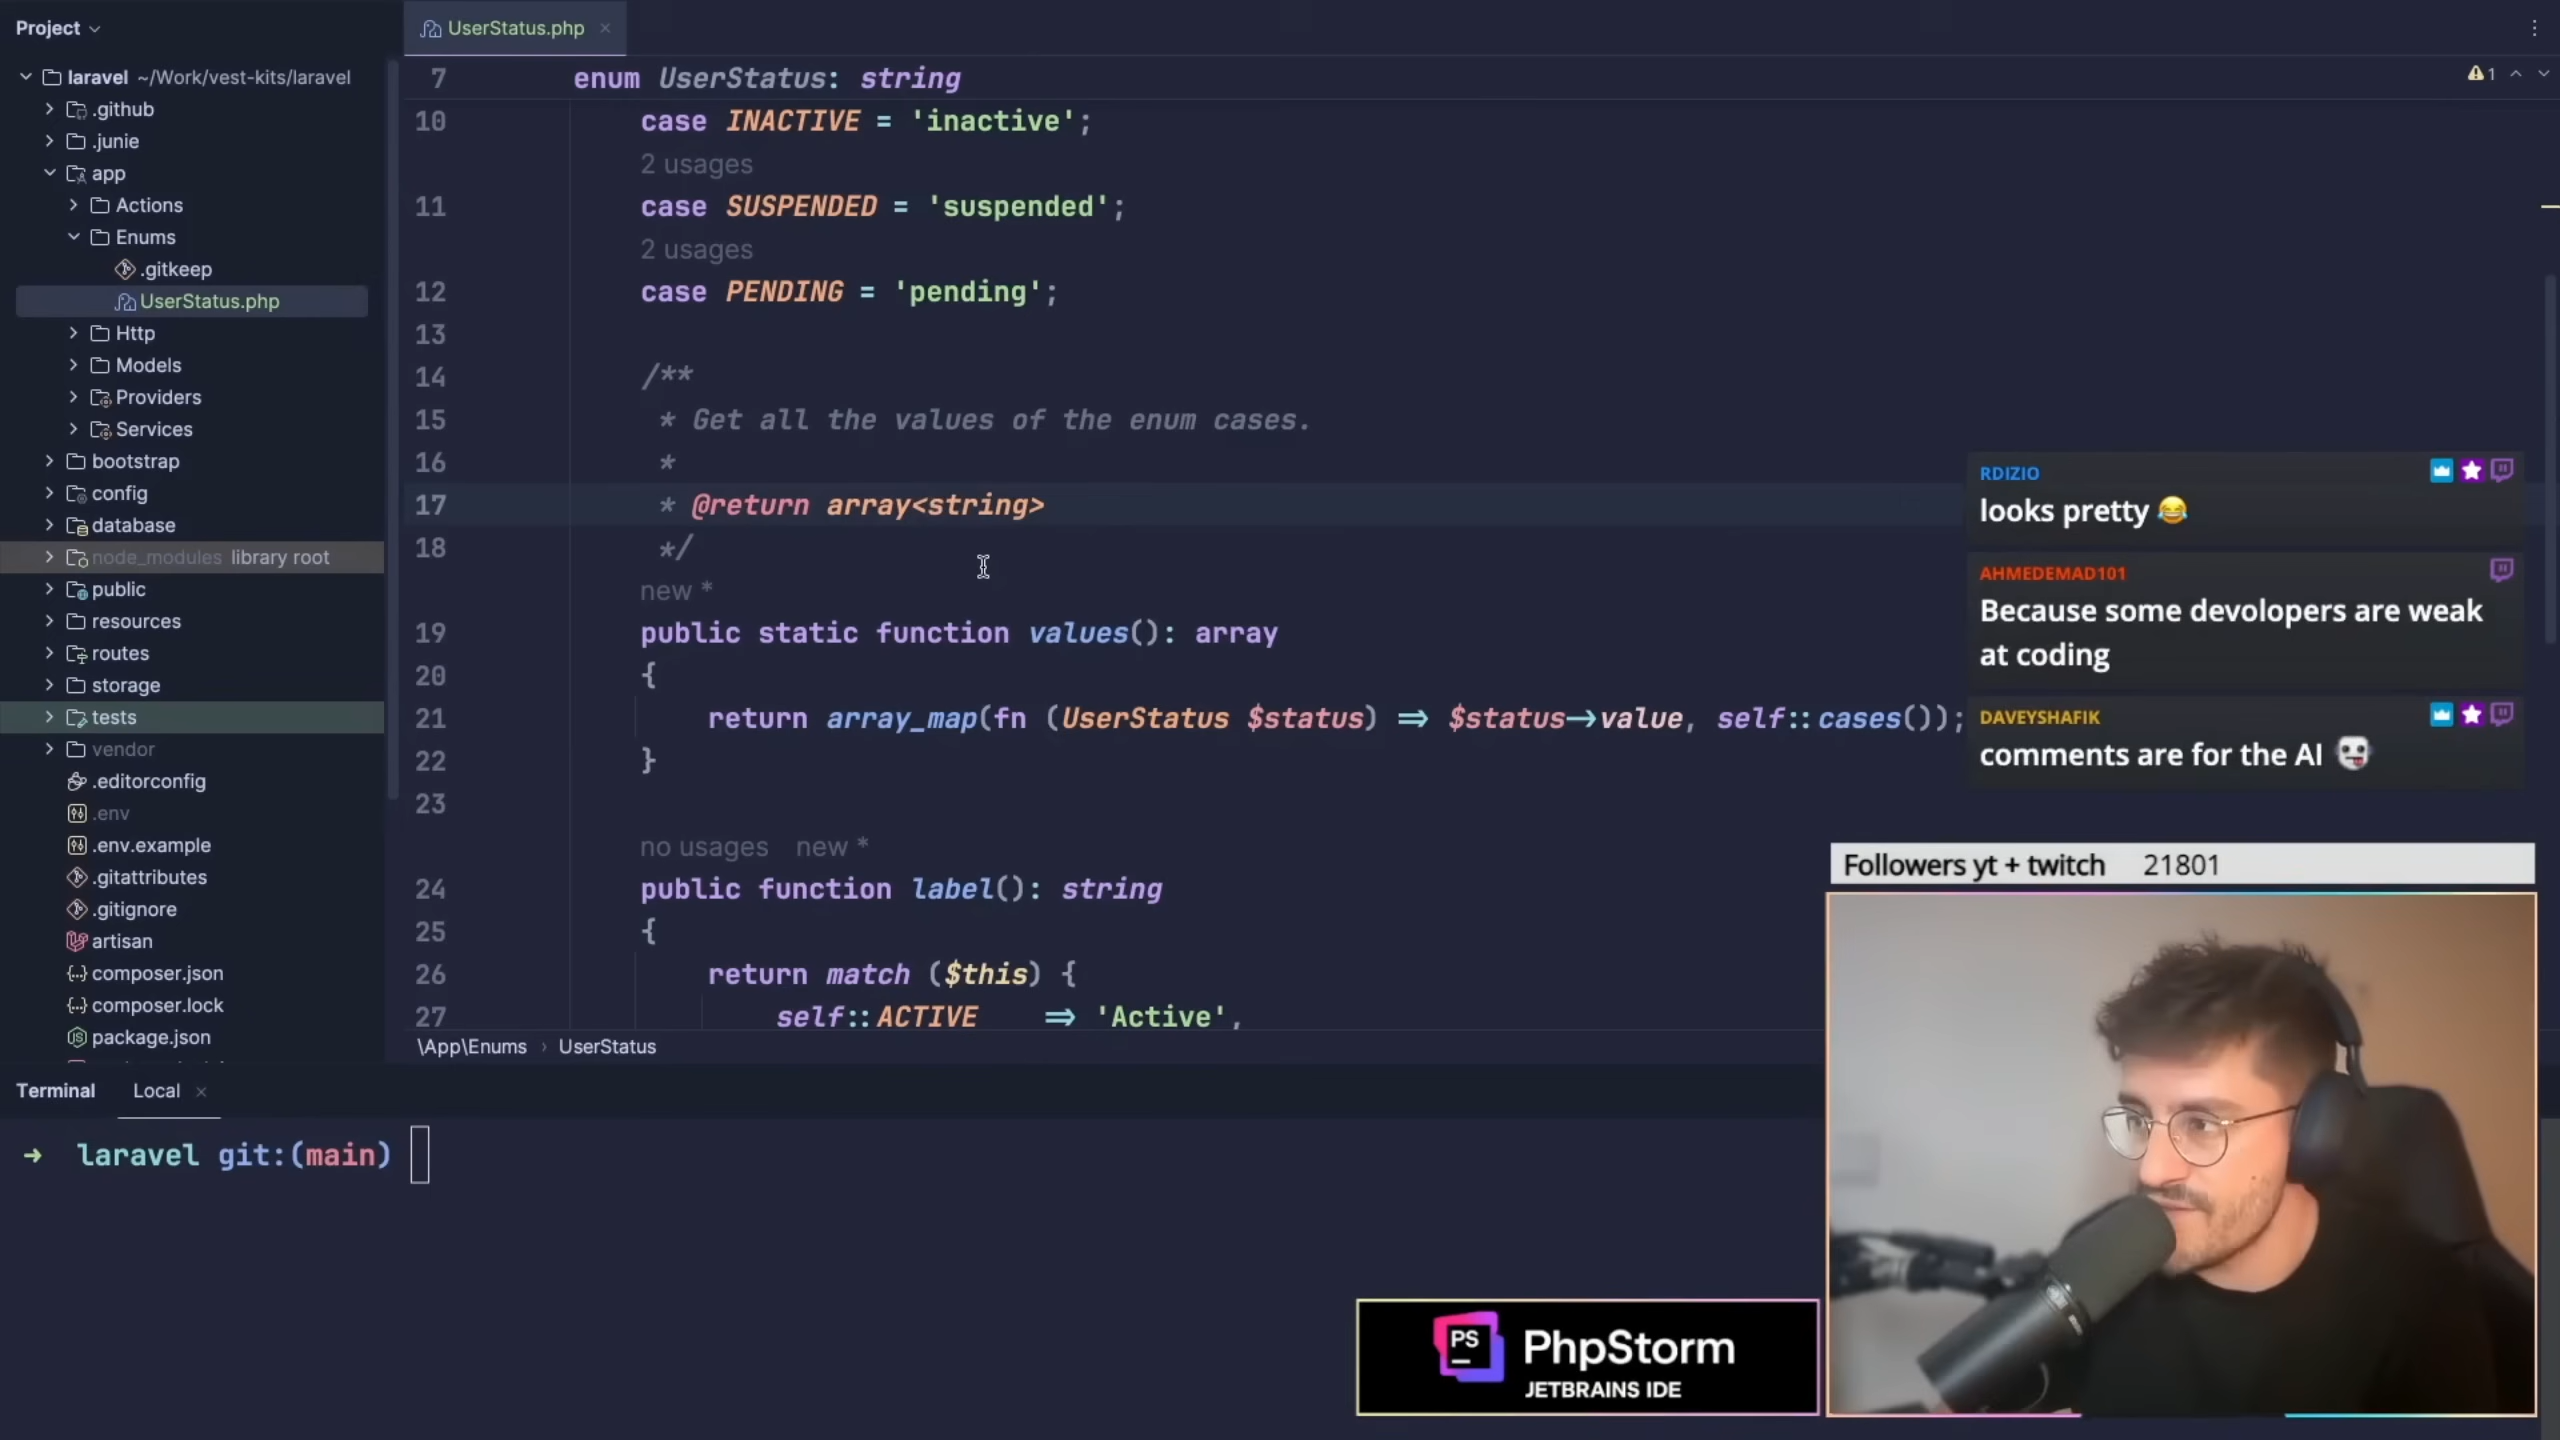 Project
laravel ~/Work/vest-kits/laravel
.github
.junie
app
Actions
Enums
.gitkeep
UserStatus.php
Http
Models
Providers
Services
bootstrap
config
database
node_modules library root
public
resources
routes
storage
tests
vendor
.editorconfig
.env
.env.example
.gitattributes
.gitignore
artisan
composer.json
composer.lock
package.json
UserStatus.php
1
7 enum UserStatus: string
10 case INACTIVE = 'inactive';
2 usages
11 case SUSPENDED = 'suspended';
2 usages
12 case PENDING = 'pending';
13
14 /**
15 * Get all the values of the enum cases.
16 *
17 * @return array<string>
18 */
new *
19 public static function values(): array
20 {
21 return array_map(fn (UserStatus $status) => $status->value, self::cases());
22 }
23
no usages new *
24 public function label(): string
25 {
26 return match ($this) {
27 self::ACTIVE => 'Active',
\App\Enums › UserStatus
RDIZIO
looks pretty 😂
AHMEDEMAD101
Because some devolopers are weak
at coding
DAVEYSHAFIK
comments are for the AI
Followers yt + twitch 21801
Terminal Local
→ laravel git:(main)
PS
PhpStorm
JETBRAINS IDE